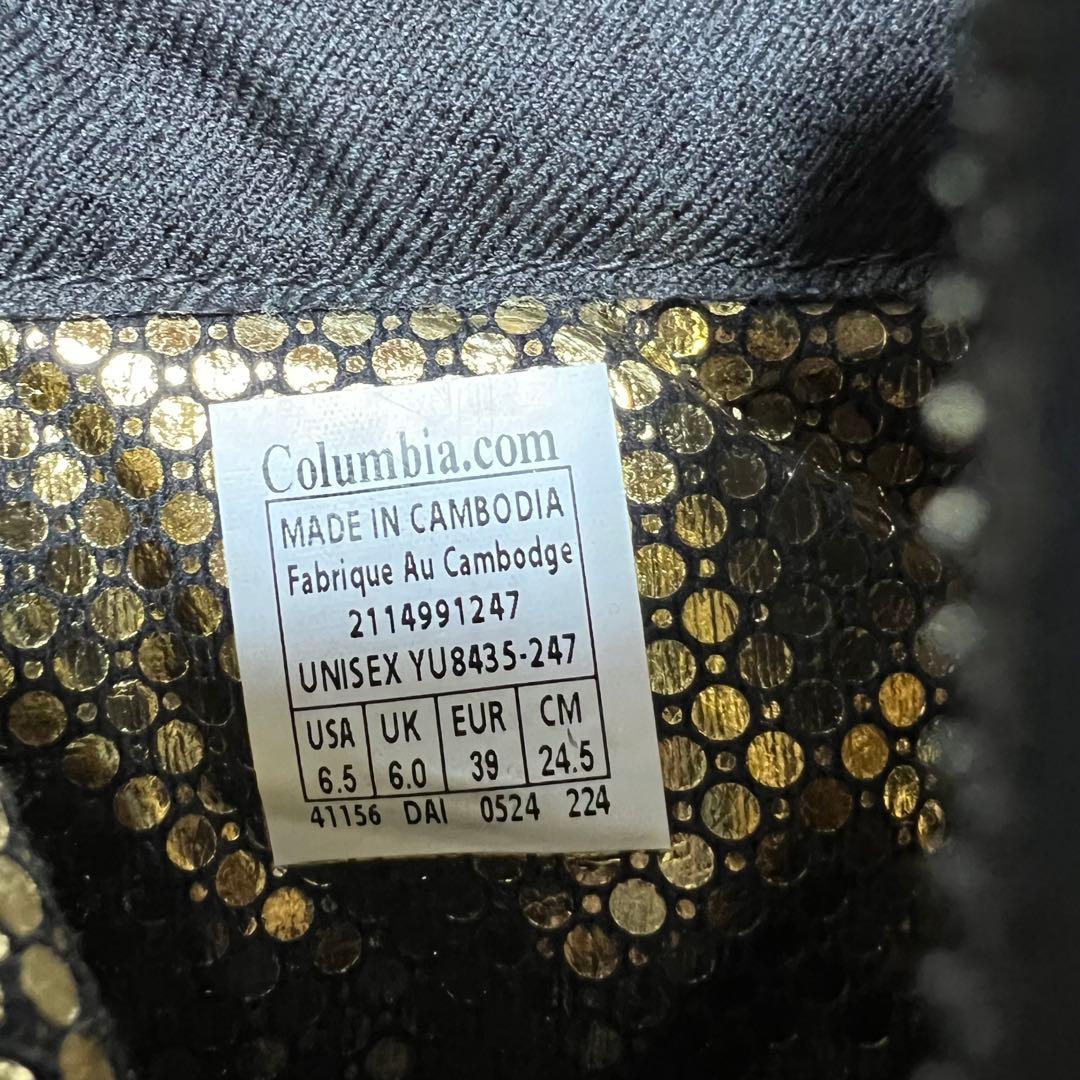 Columbia.com
MADE IN CAMBODIA
Fabrique Au Cambodge
2114991247
UNISEX YU8435-247
USA UK EUR CM
6.5 6.0 39 24.5
41156 DAI 0524 224